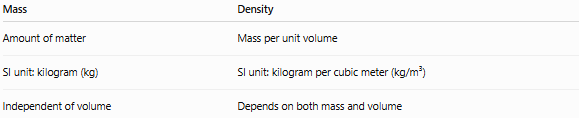 Mass Density
Amount of matter Mass per unit volume
SI unit: kilogram (kg) SI unit: kilogram per cubic meter (kg/m³)
Independent of volume Depends on both mass and volume